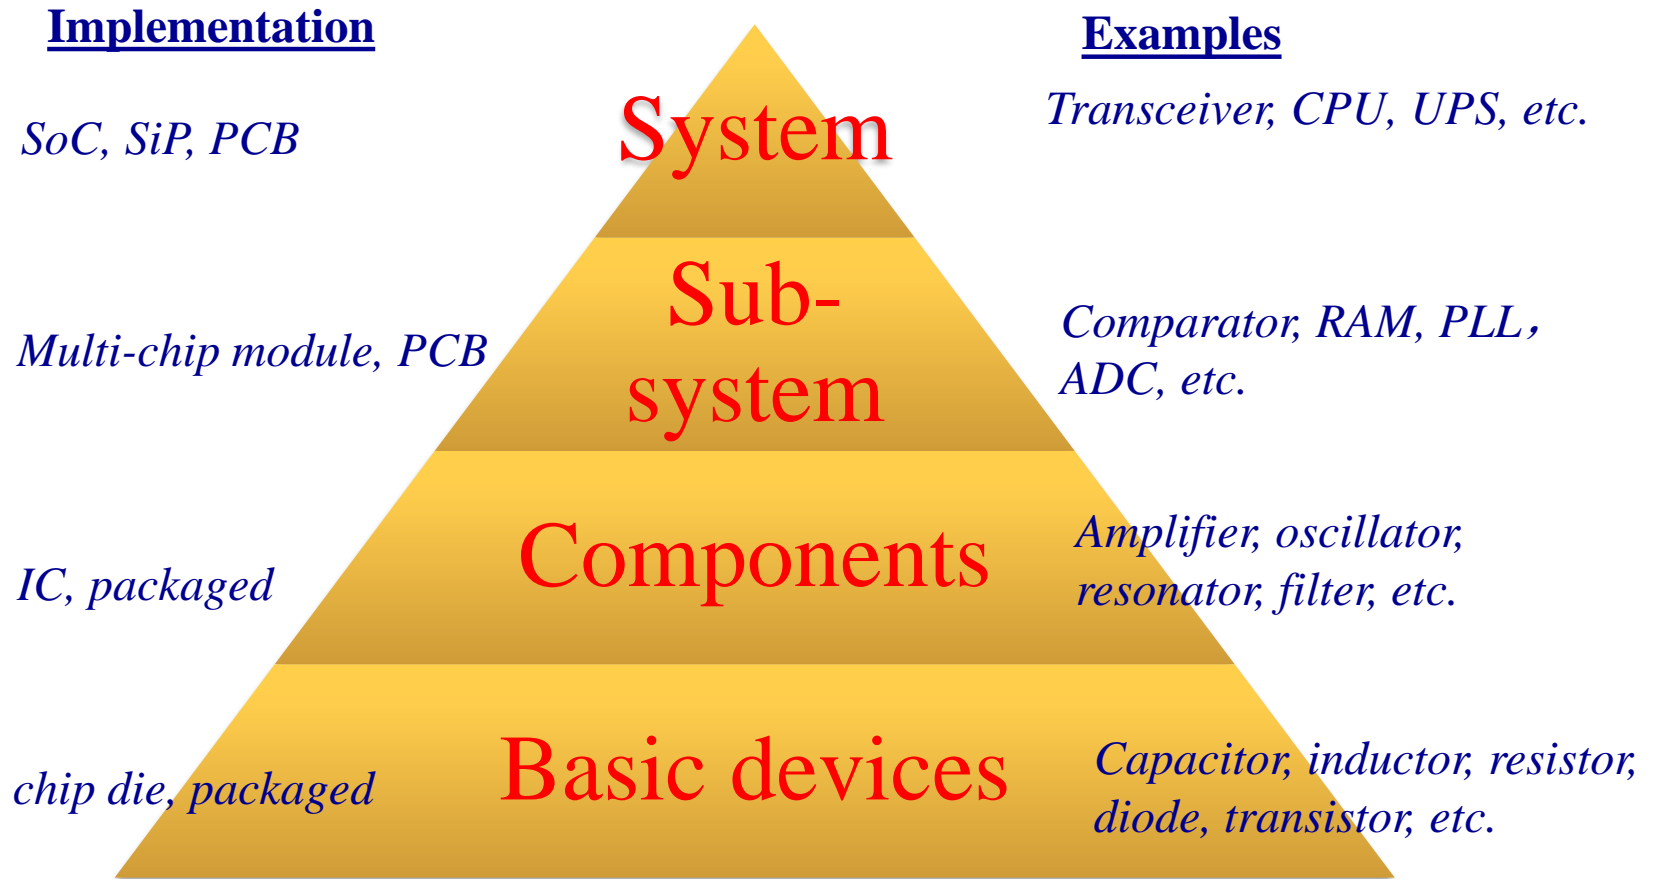 Implementation
Examples
SoC, SiP, PCB
System
Transceiver, CPU, UPS, etc.
Multi-chip module, PCB
Sub-
system
Comparator, RAM, PLL，
ADC, etc.
IC, packaged
Components
Amplifier, oscillator,
resonator, filter, etc.
chip die, packaged
Basic devices
Capacitor, inductor, resistor,
diode, transistor, etc.